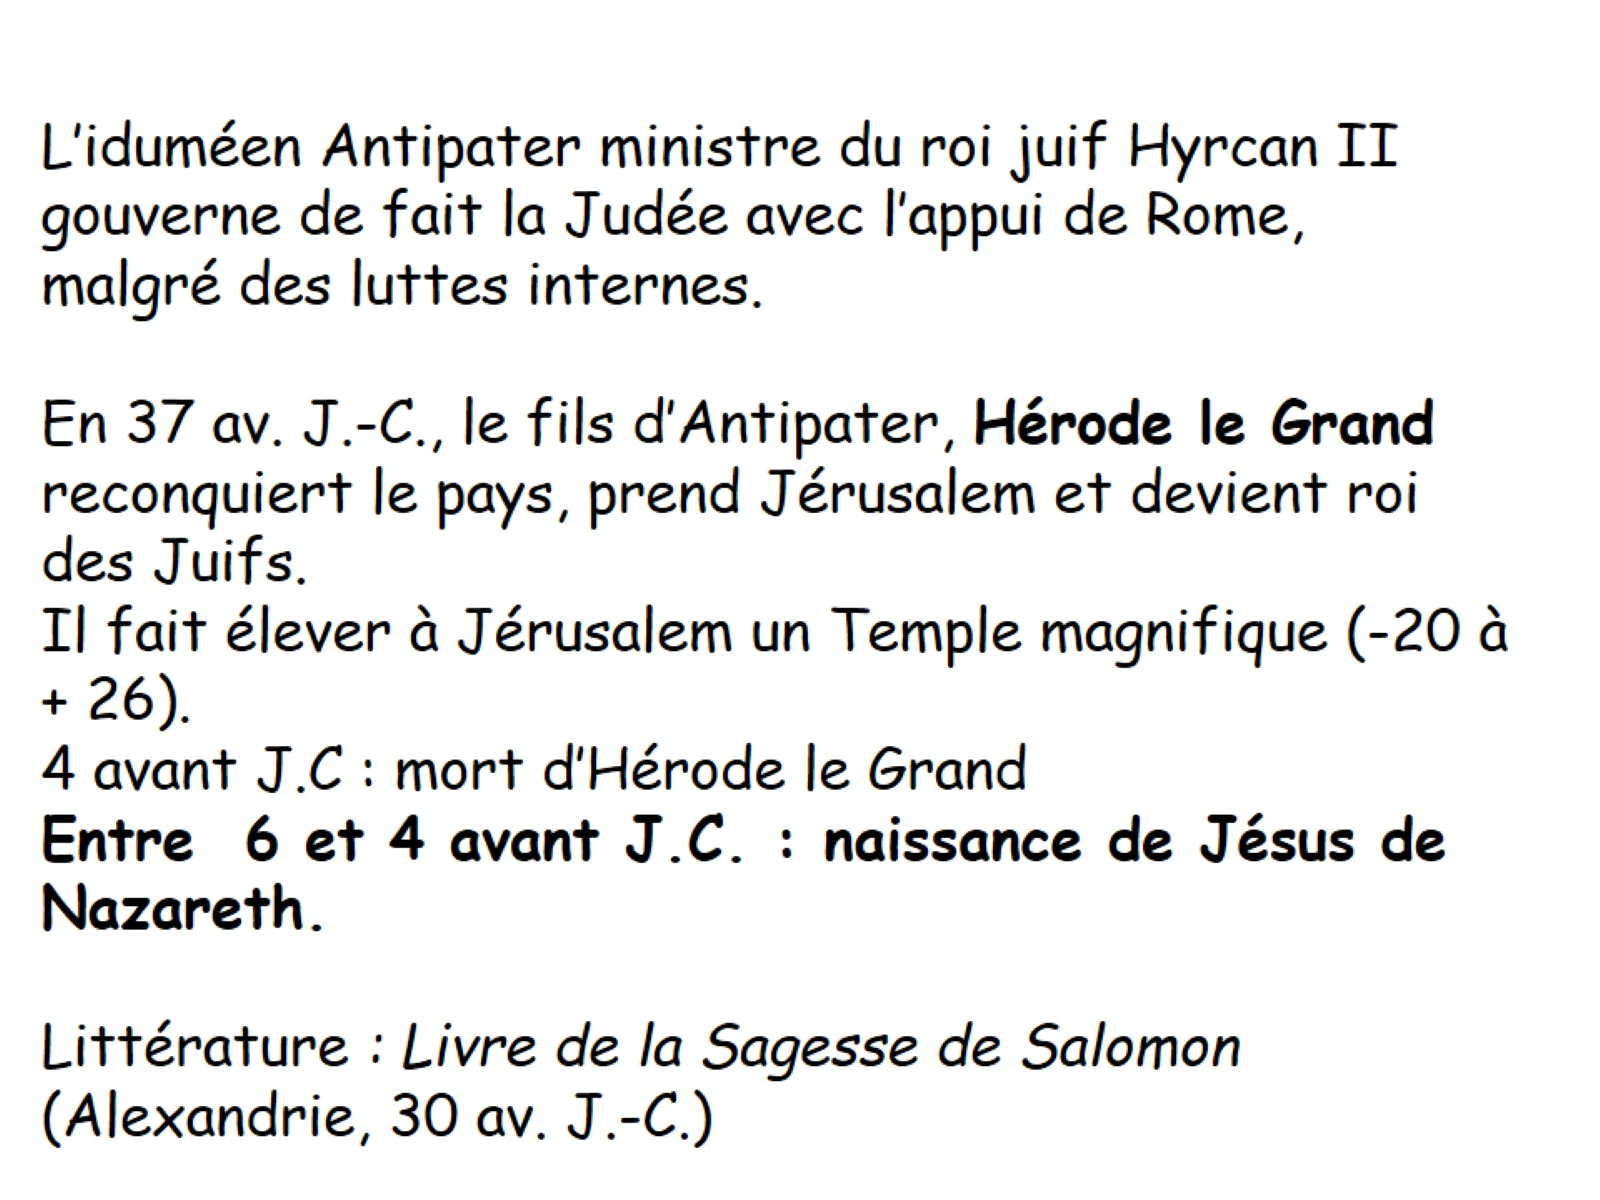 L'iduméen Antipater ministre du roi juif Hyrcan II
gouverne de fait la Judée avec l'appui de Rome,
malgré des luttes internes.
En 37 av. J.-C., le fils d'Antipater, Hérode le Grand
reconquiert le pays, prend Jérusalem et devient roi
des Juifs.
Il fait élever à Jérusalem un Temple magnifique (-20 à
+ 26).
4 avant J.C : mort d'Hérode le Grand
Entre  6 et 4 avant J.C. : naissance de Jésus de
Nazareth.
Littérature : Livre de la Sagesse de Salomon
(Alexandrie, 30 av. J.-C.)